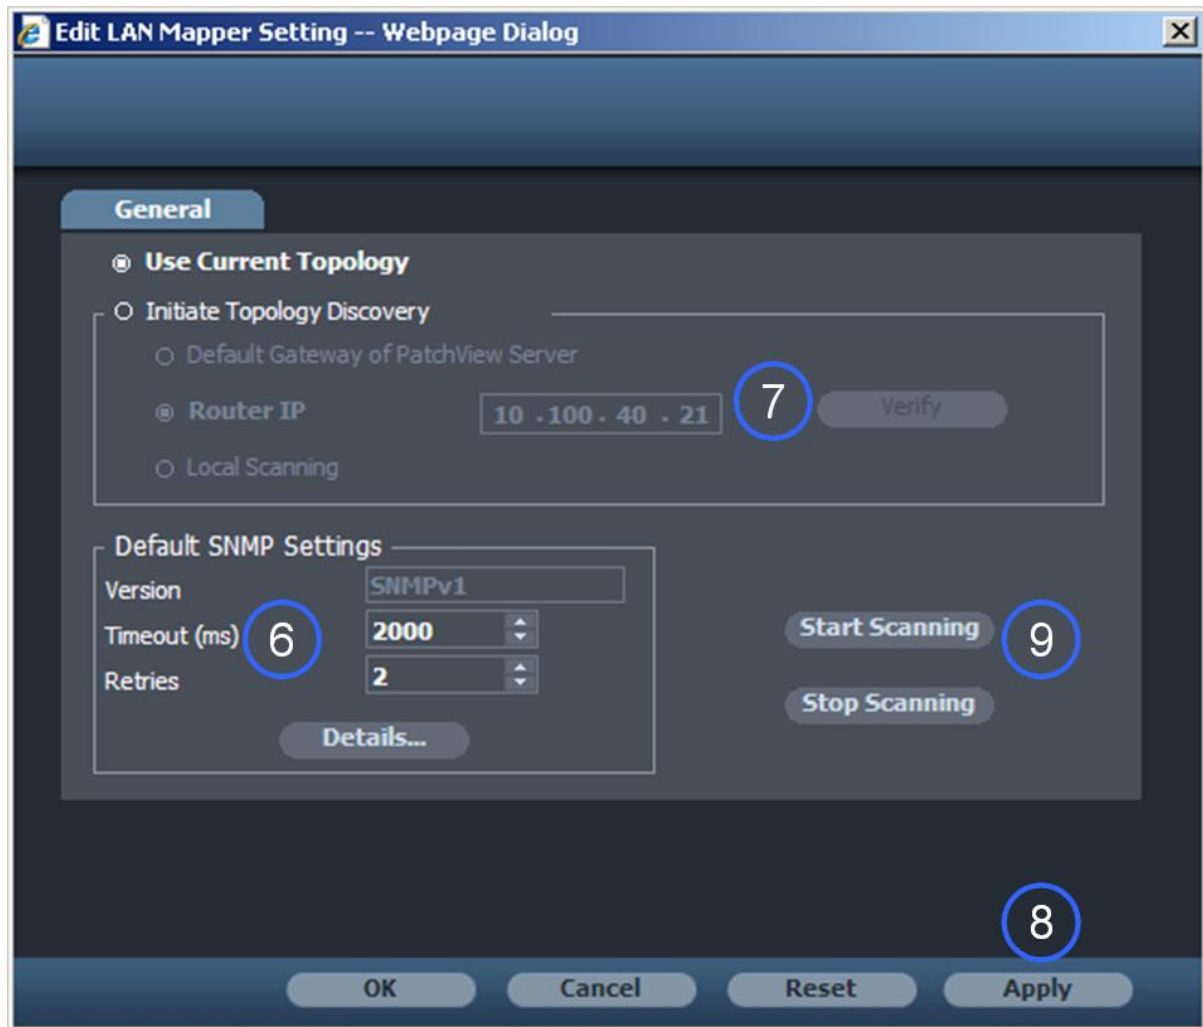 Edit LAN Mapper Setting -- Webpage Dialog
General
Use Current Topology
Initiate Topology Discovery
Default Gateway of PatchView Server
Router IP 10 .100. 40 . 21 7 Verify
Local Scanning
Default SNMP Settings
Version SNMPv1
Timeout (ms) 6 2000 Start Scanning 9
Retries 2
Stop Scanning
Details...
8
OK Cancel Reset Apply